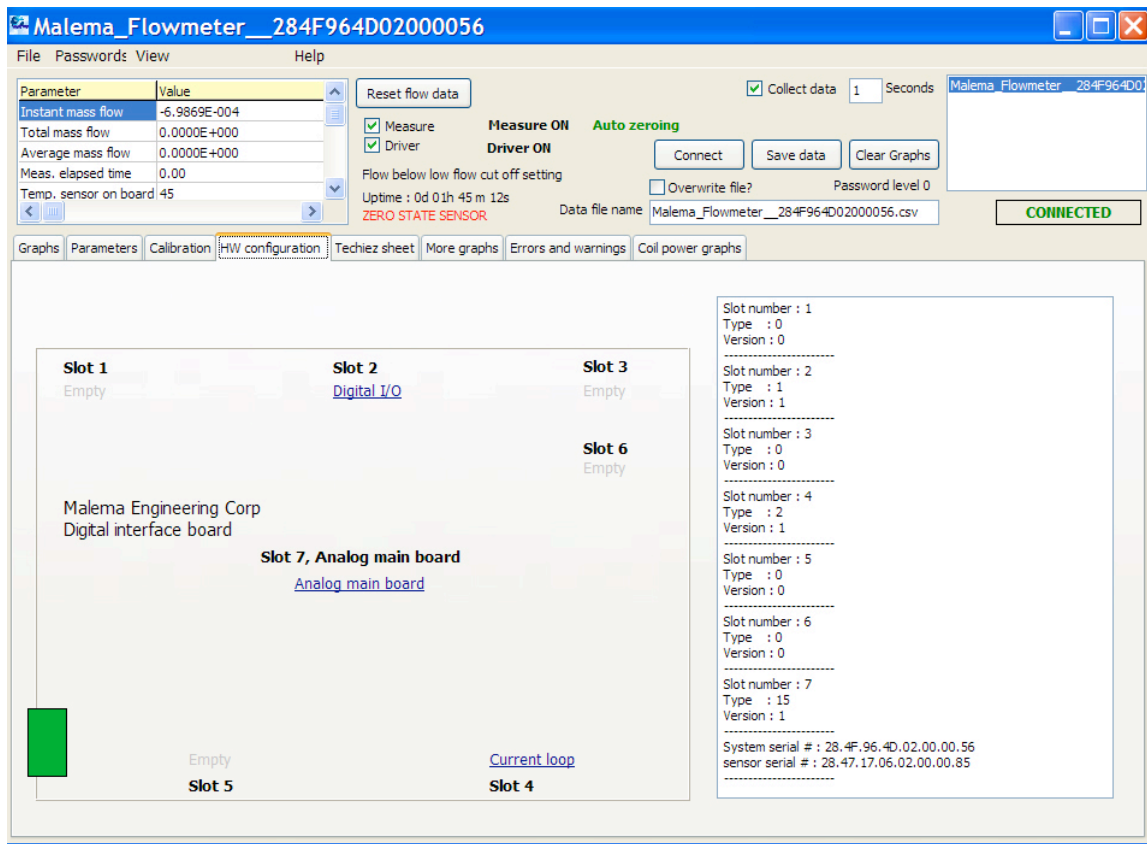 Malema_Flowmeter__284F964D02000056
File Passwords View Help
Parameter Value
Instant mass flow -6.9869E-004
Total mass flow 0.0000E+000
Average mass flow 0.0000E+000
Meas. elapsed time 0.00
Temp. sensor on board 45
Reset flow data
Measure Measure ON Auto zeroing
Driver Driver ON
Flow below low flow cut off setting
Uptime : 0d 01h 45 m 12s
ZERO STATE SENSOR
Collect data 1 Seconds
Connect Save data Clear Graphs
Overwrite file? Password level 0
Data file name Malema_Flowmeter__284F964D02000056.csv
Malema_Flowmeter__284F964D02
CONNECTED
Graphs Parameters Calibration HW configuration Techiez sheet More graphs Errors and warnings Coil power graphs
Slot 1 Slot 2 Slot 3
Empty Digital I/O Empty
Slot 6
Empty
Malema Engineering Corp
Digital interface board
Slot 7, Analog main board
Analog main board
Empty Current loop
Slot 5 Slot 4
Slot number : 1
Type : 0
Version : 0
-----------------------
Slot number : 2
Type : 1
Version : 1
-----------------------
Slot number : 3
Type : 0
Version : 0
-----------------------
Slot number : 4
Type : 2
Version : 1
-----------------------
Slot number : 5
Type : 0
Version : 0
-----------------------
Slot number : 6
Type : 0
Version : 0
-----------------------
Slot number : 7
Type : 15
Version : 1
-----------------------
System serial # : 28.4F.96.4D.02.00.00.56
sensor serial # : 28.47.17.06.02.00.00.85
-----------------------